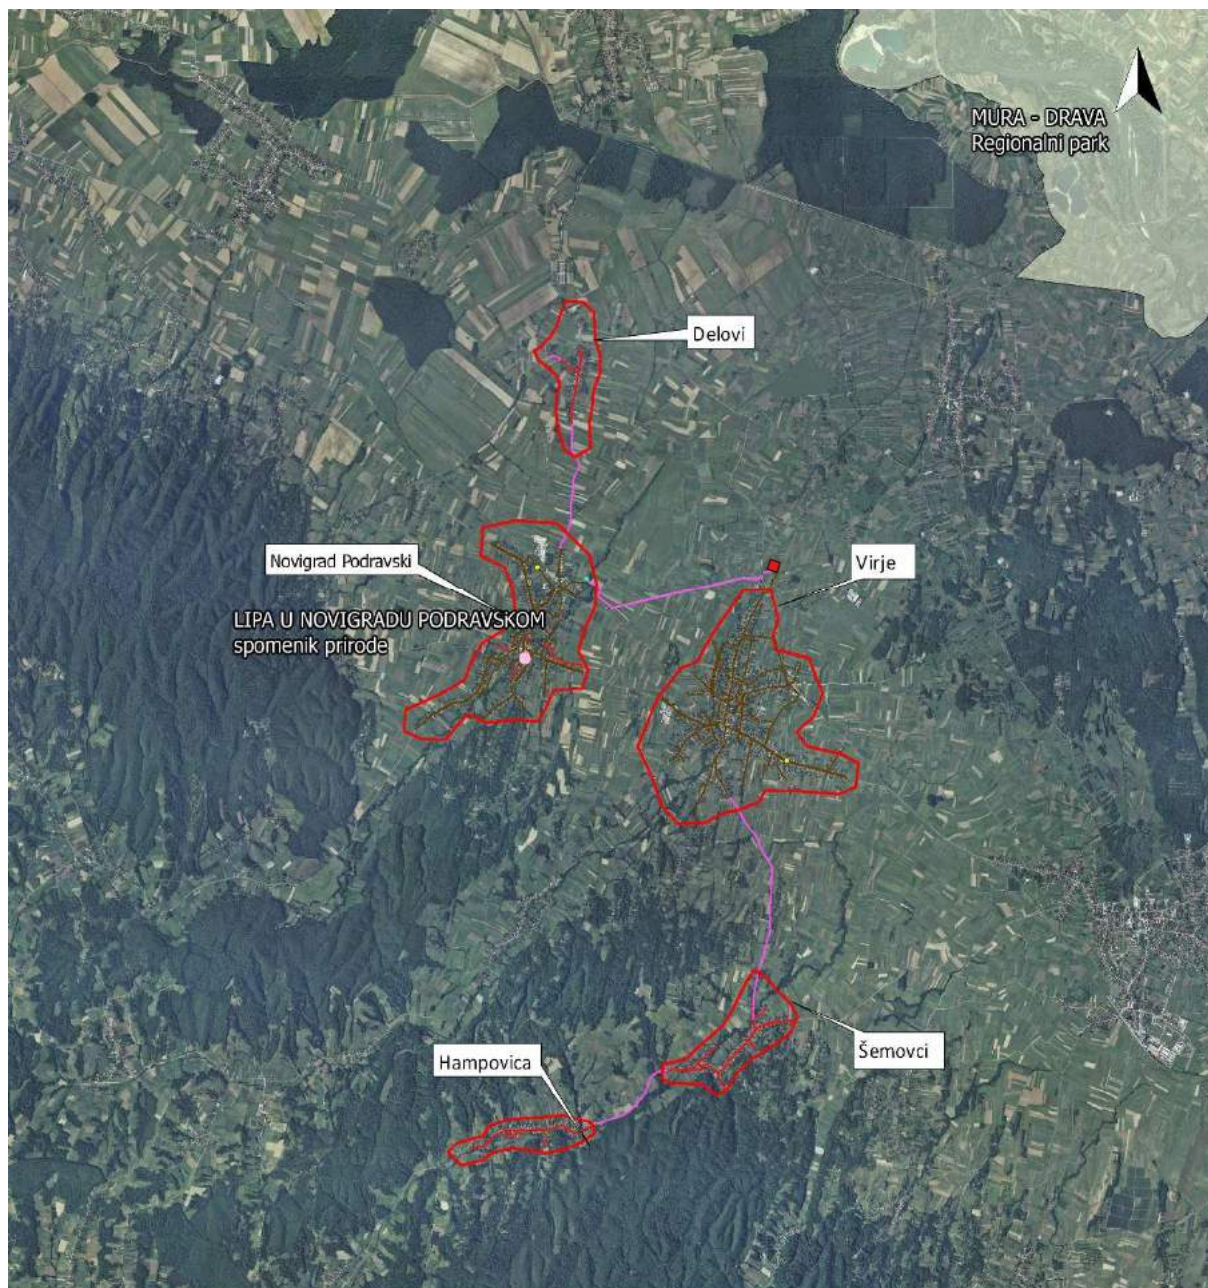 MURA - DRAVA
Regionalni park
Delovi
Novigrad Podravski
Virje
LIPA U NOVIGRADU PODRAVSKOM
spomenik prirode
Šemovci
Hampovica